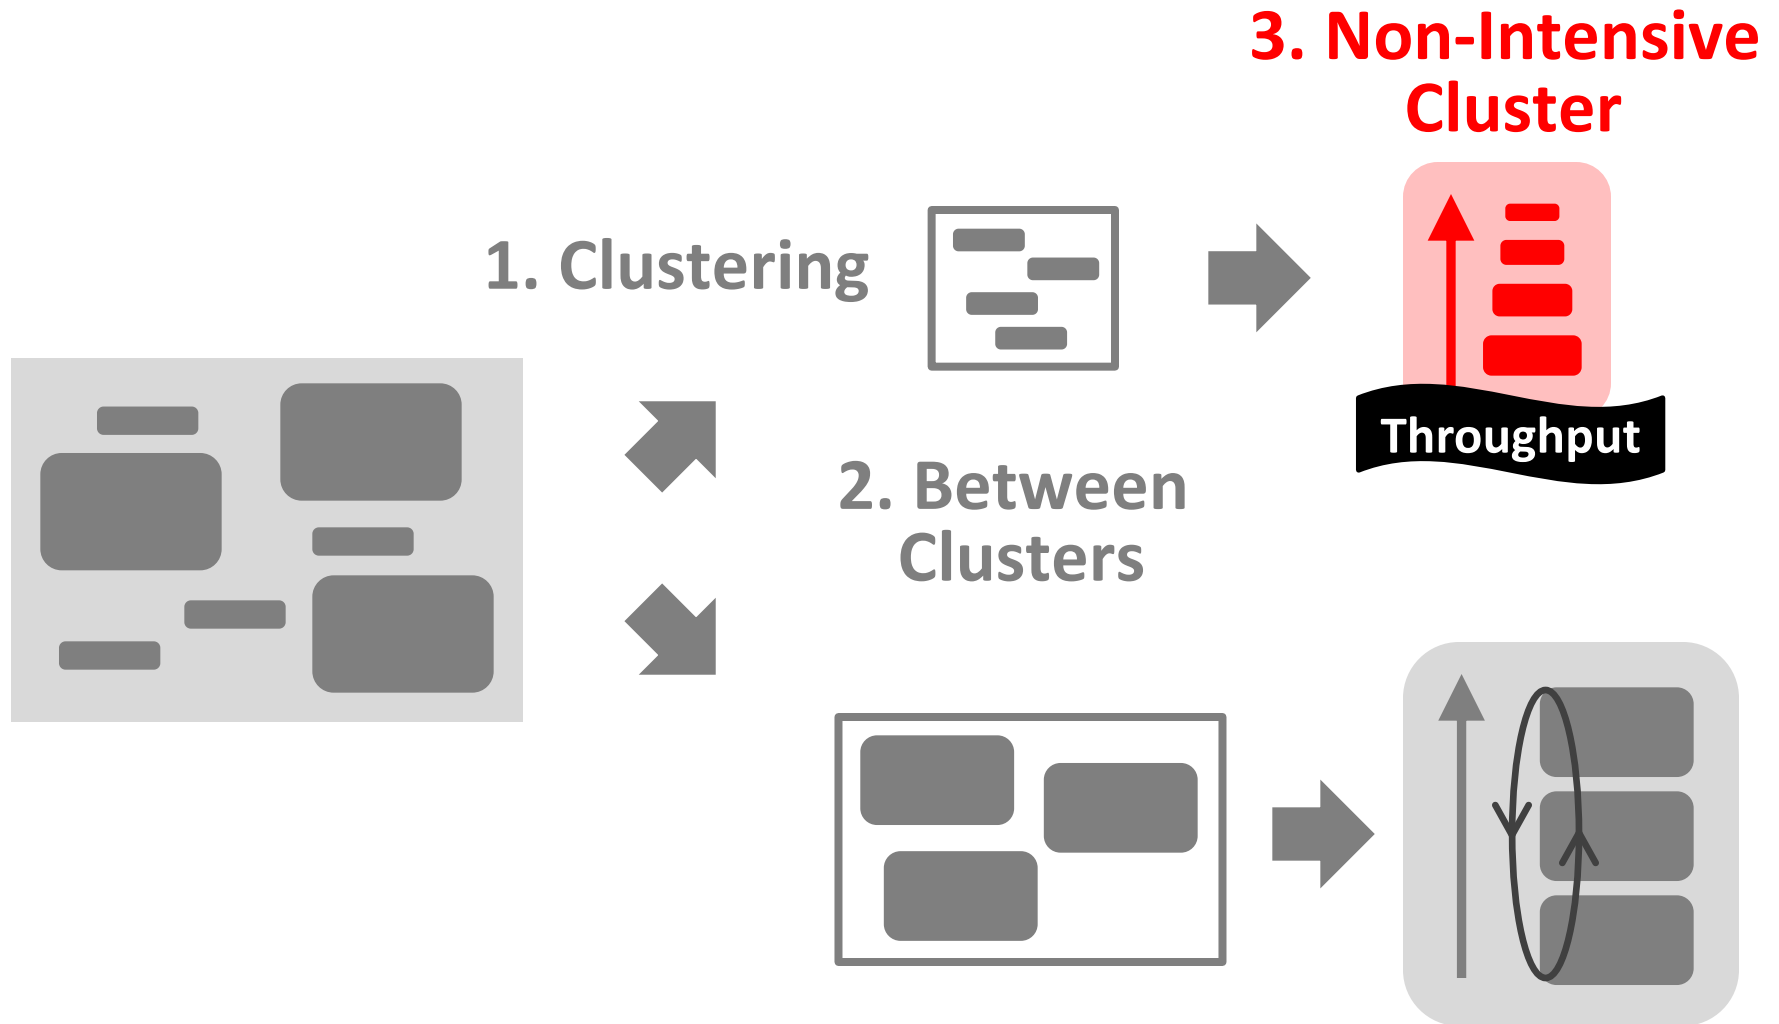 3. Non-Intensive
Cluster
1. Clustering
Throughput
2. Between
Clusters